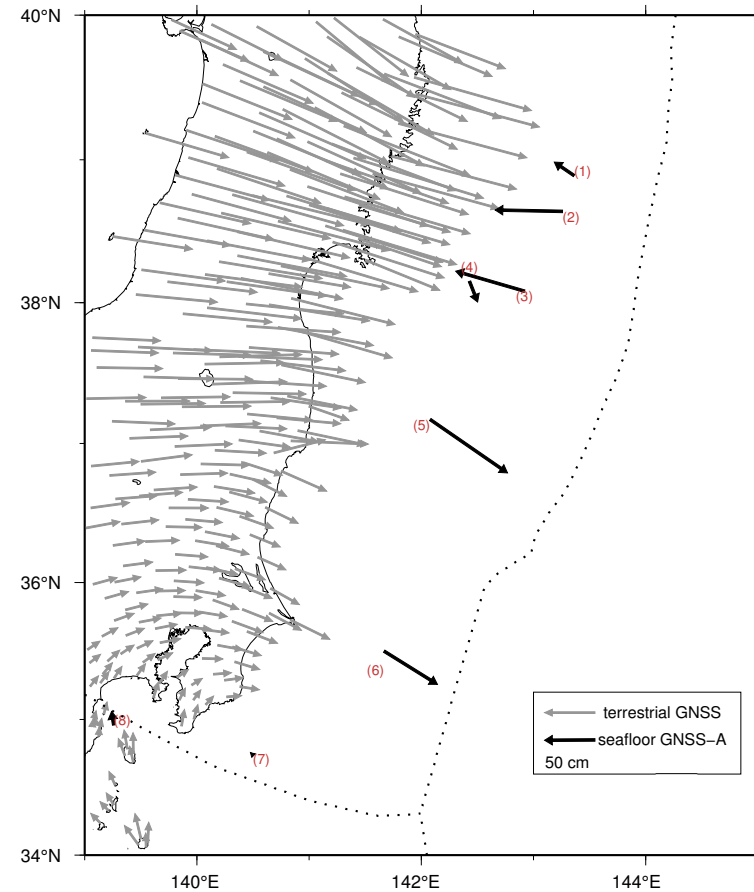 40°N
(1)
(2)
(4)
38°N
(3)
(5)
36°N
(6)
terrestrial GNSS
(8)
seafloor GNSS−A
(7)
50 cm
34°N
140°E
142°E
144°E